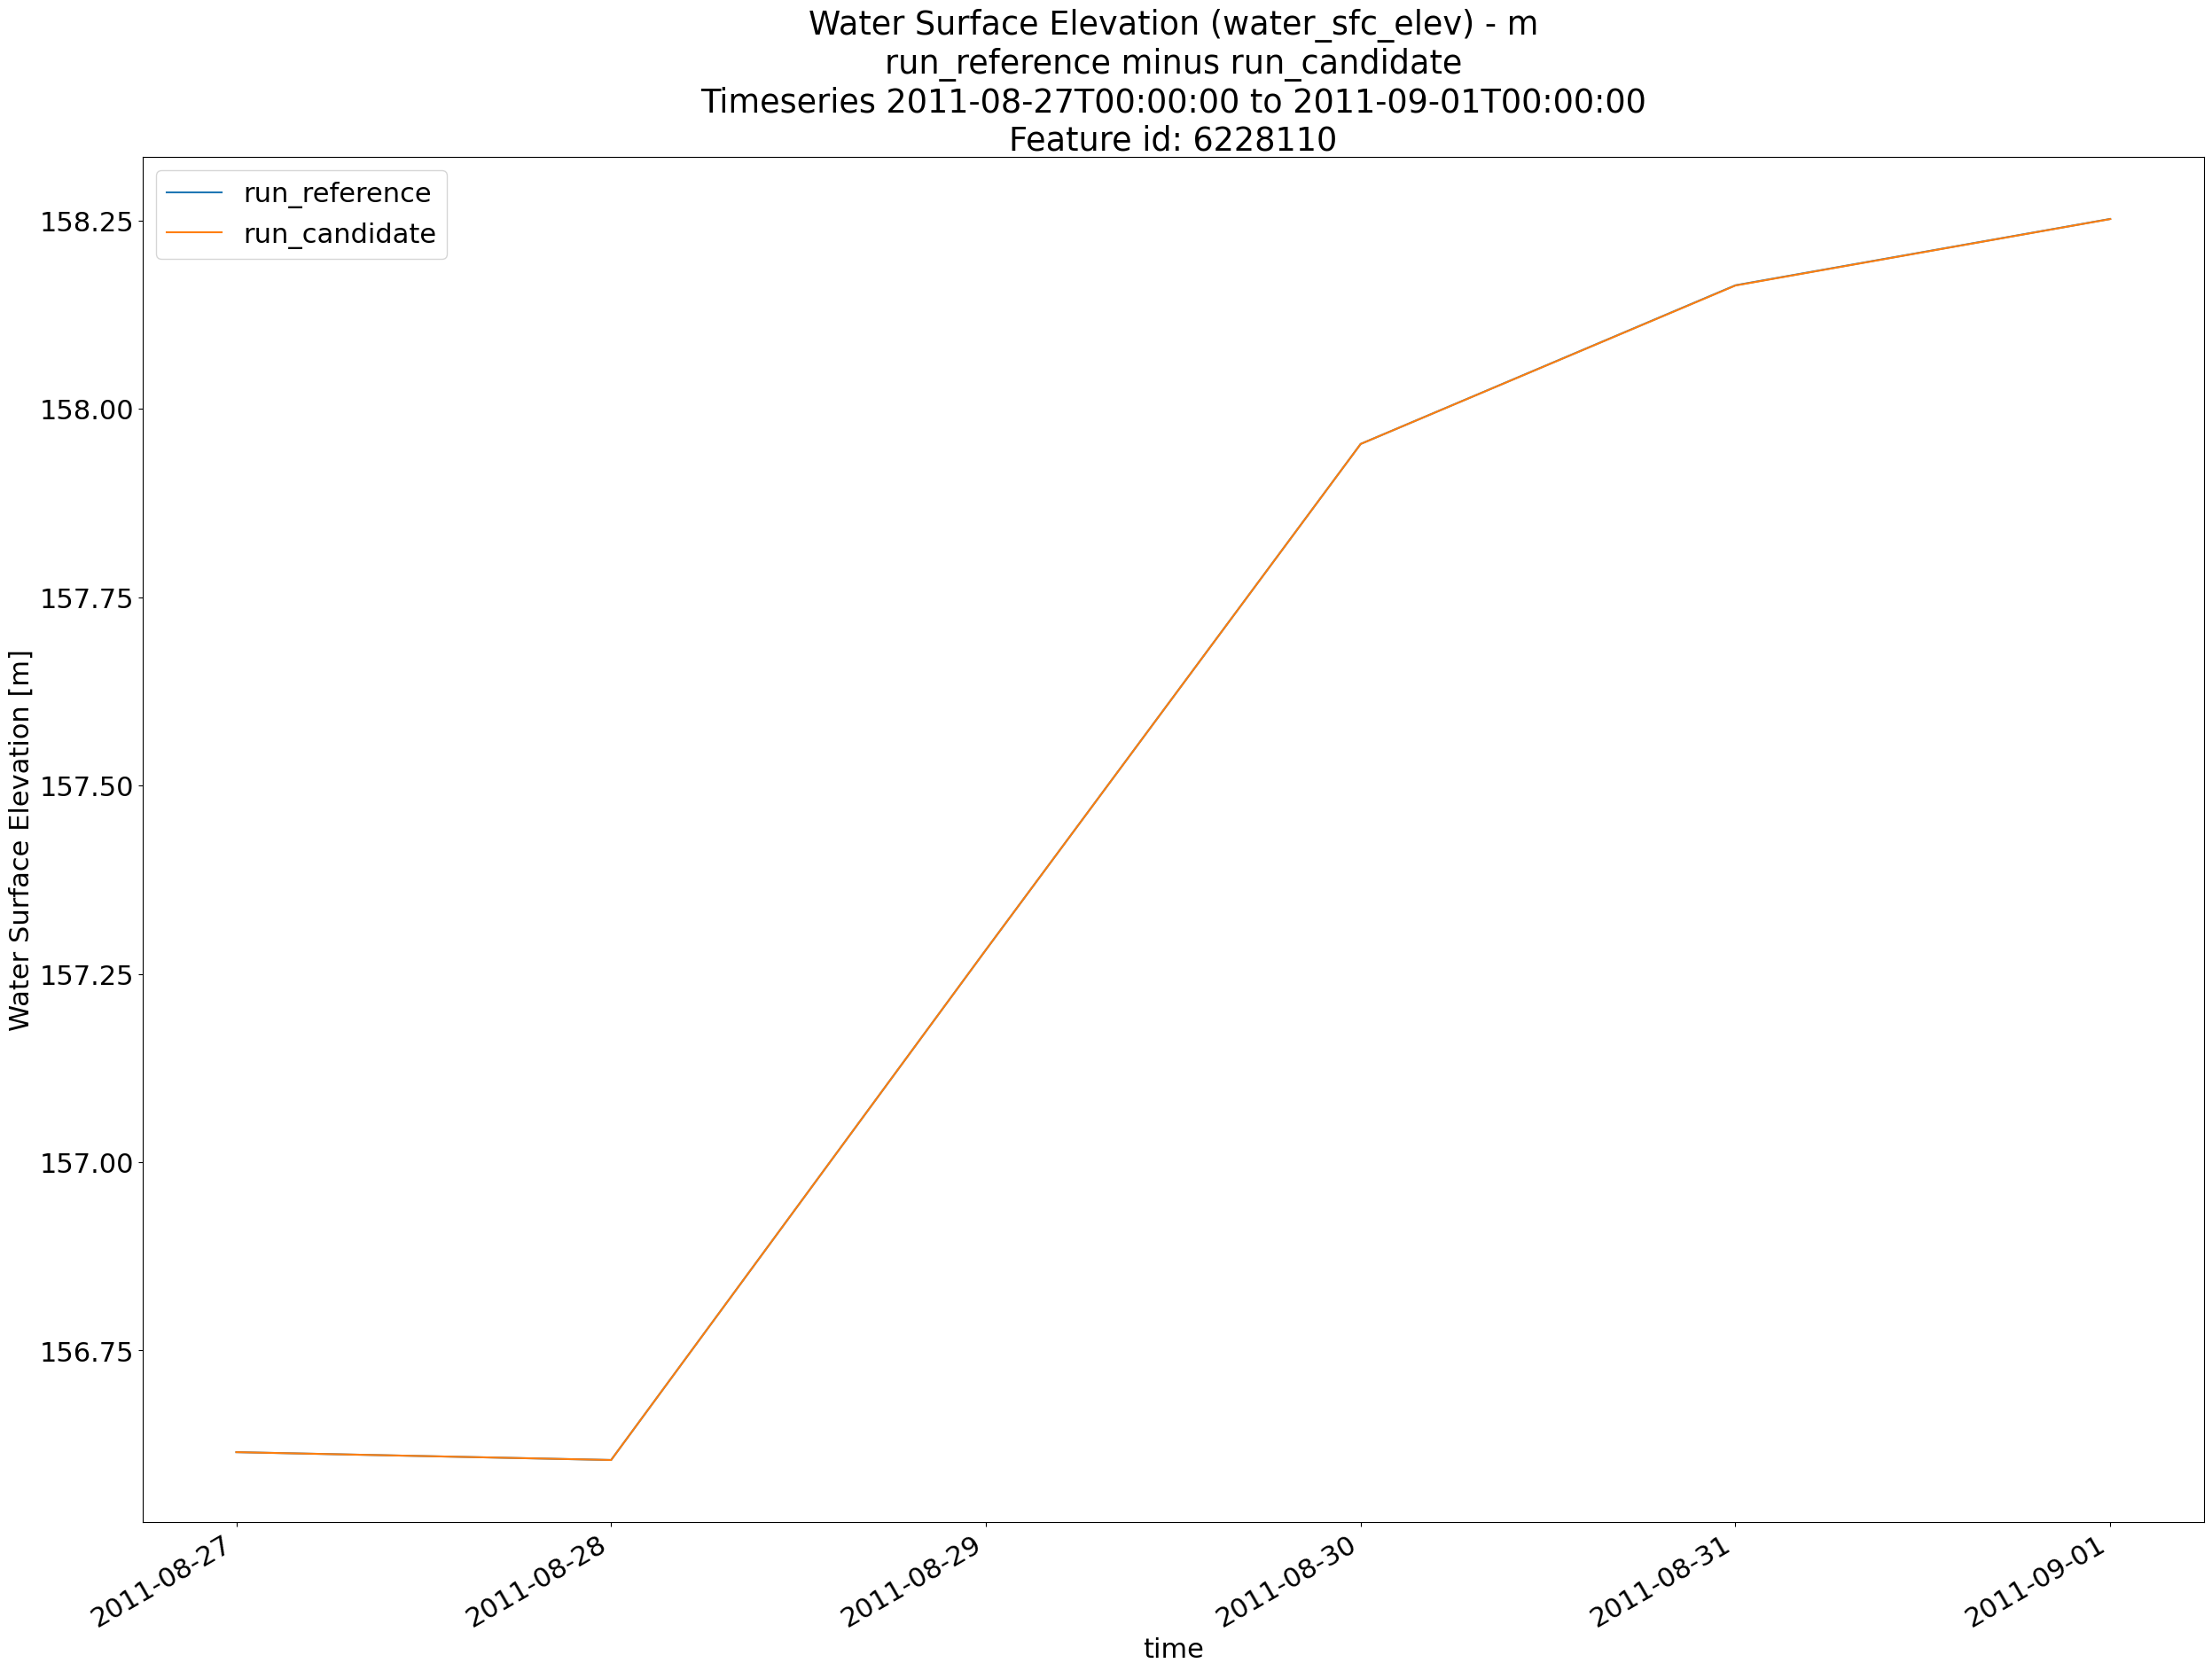 Water Surface Elevation (water_sfc_elev) - m
run_reference minus run_candidate
Timeseries 2011-08-27T00:00:00 to 2011-09-01T00:00:00
Feature id: 6228110
run_reference
run_candidate
158.25
158.00
157.75
157.50
157.25
157.00
156.75
Water Surface Elevation [m]
2011-08-27
2011-08-28
2011-08-29
2011-08-30
2011-08-31
2011-09-01
time